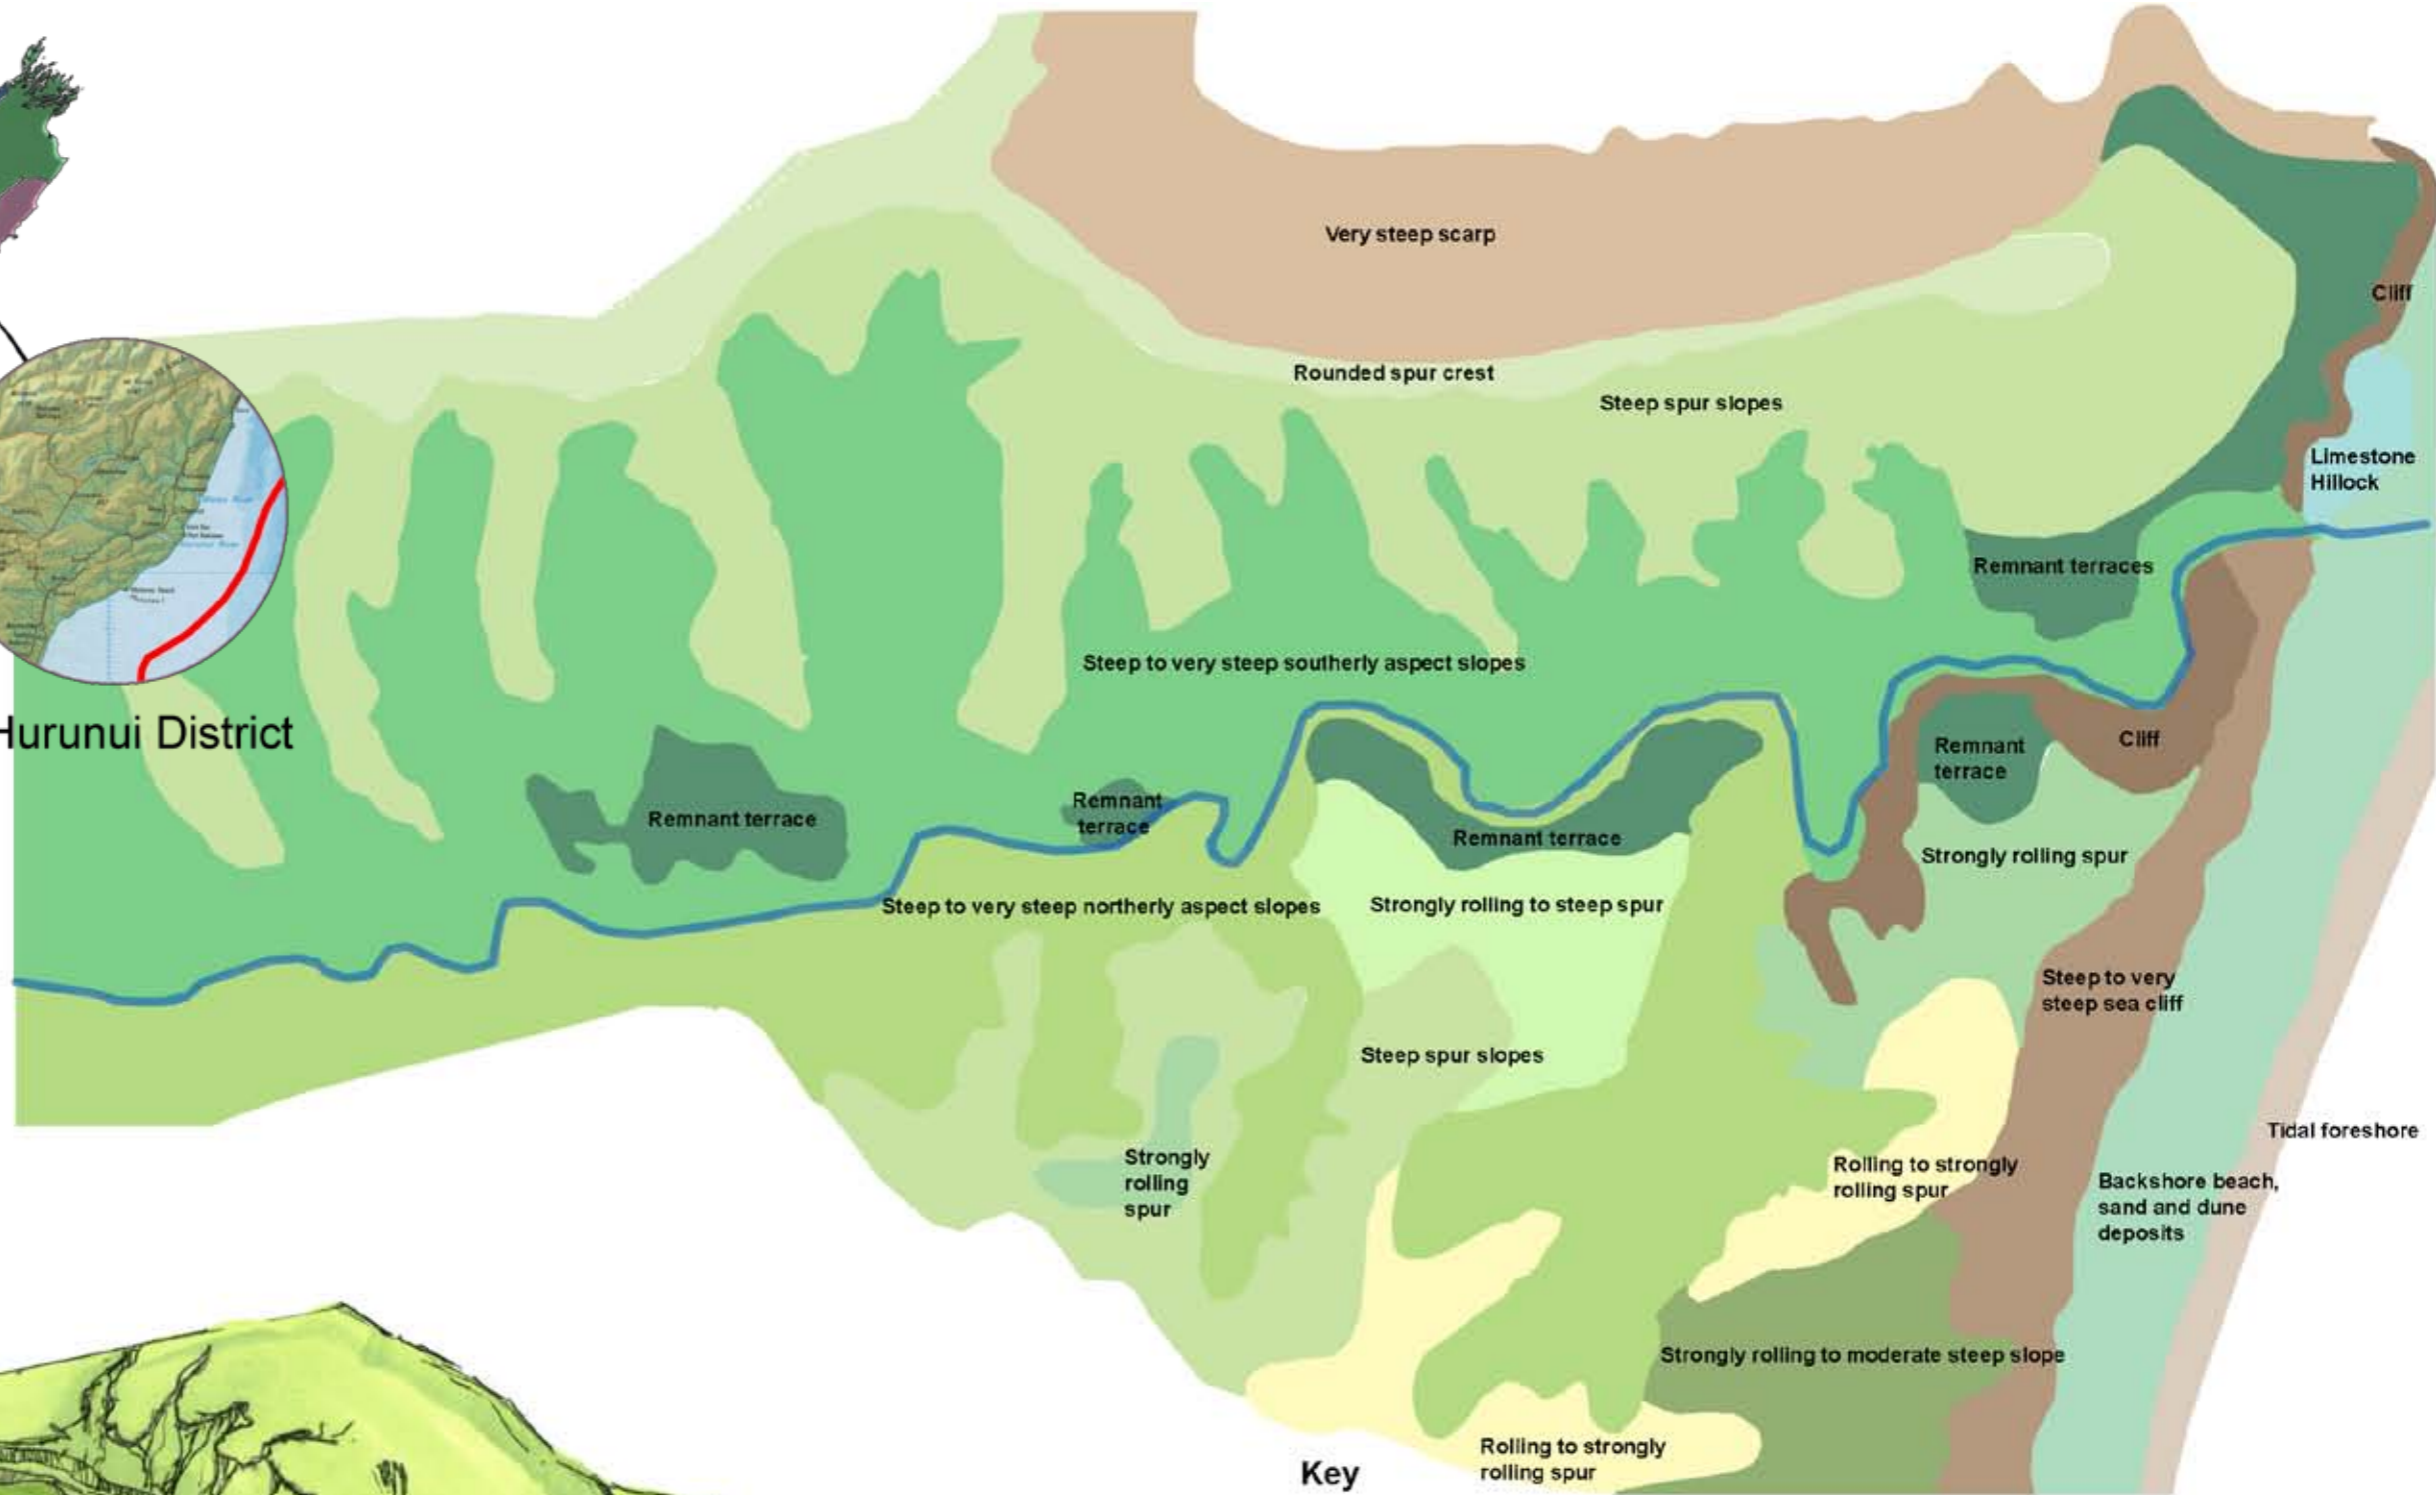 Very steep scarp
Cliff
Rounded spur crest
Steep spur slopes
Limestone
Hillock
Remnant terraces
Steep to very steep southerly aspect slopes
Hurunui District
Remnant
terrace
Cliff
Remnant
terrace
Remnant terrace
Remnant terrace
Strongly rolling spur
Steep to very steep northerly aspect slopes
Strongly rolling to steep spur
Steep to very
steep sea cliff
Steep spur slopes
Tidal foreshore
Strongly
rolling
spur
Rolling to strongly
rolling spur
Backshore beach,
sand and dune
deposits
Strongly rolling to moderate steep slope
Rolling to strongly
rolling spur
Key